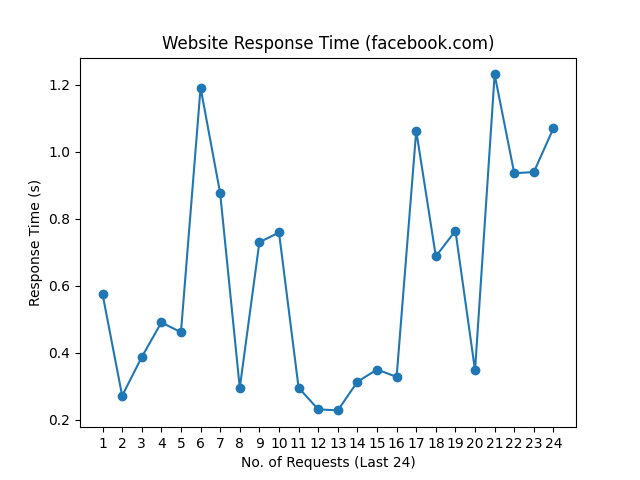 Website Response Time (facebook.com)
1.2
1.0
0.8
0.6
0.4
0.2
Response Time (s)
1 2 3 4 5 6 7 8 9 10 11 12 13 14 15 16 17 18 19 20 21 22 23 24
No. of Requests (Last 24)